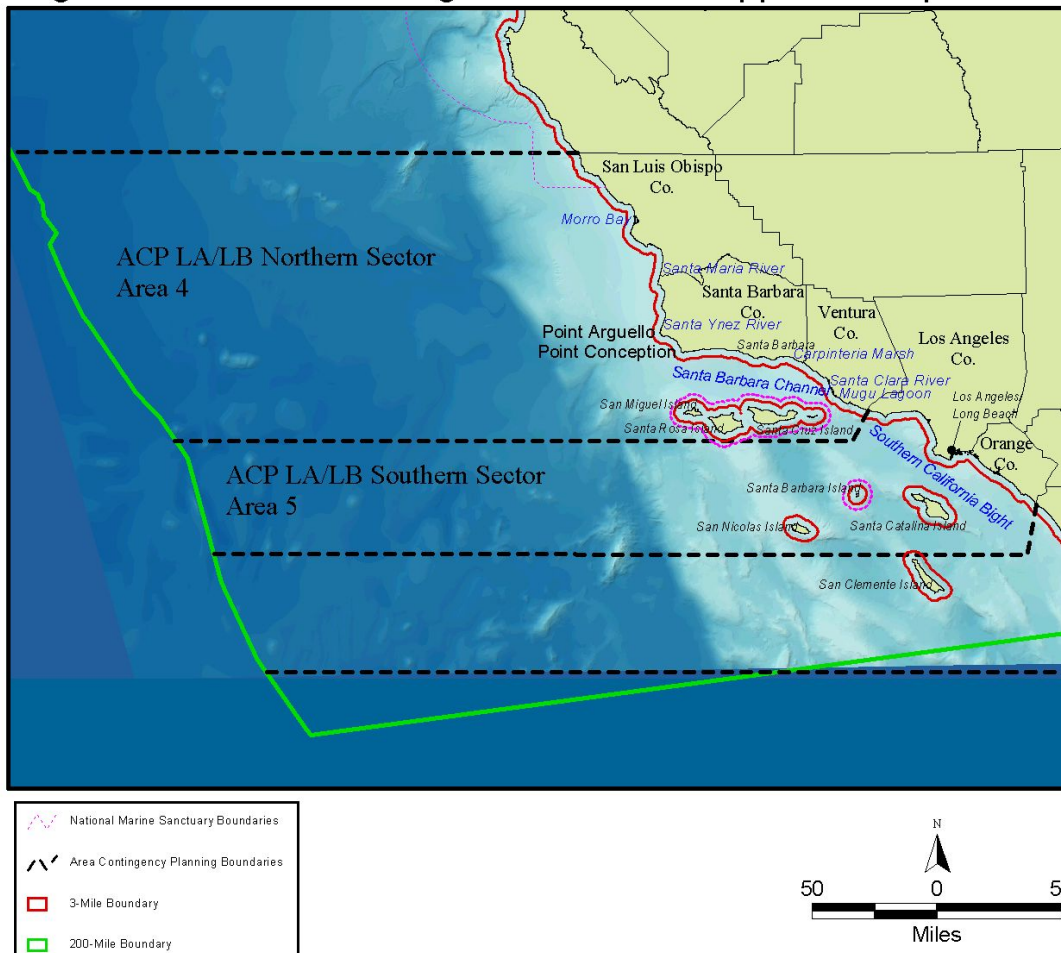 San Luis Obispo
Co.
Morro Bay
ACP LA/LB Northern Sector
Area 4
Santa Maria River
Santa Barbara
Co.
Ventura
Co.
Santa Ynez River
Point Arguello
Point Conception
Santa Barbara
Carpinteria Marsh
Los Angeles
Co.
Santa Barbara Channel
Santa Clara River
Mugu Lagoon
Los Angeles
Long Beach
San Miguel Island
Santa Rosa Island
Santa Cruz Island
Orange
Co.
Southern California Bight
ACP LA/LB Southern Sector
Area 5
Santa Barbara Island
San Nicolas Island
Santa Catalina Island
San Clemente Island
National Marine Sanctuary Boundaries
Area Contingency Planning Boundaries
3-Mile Boundary
200-Mile Boundary
N
50 0
Miles